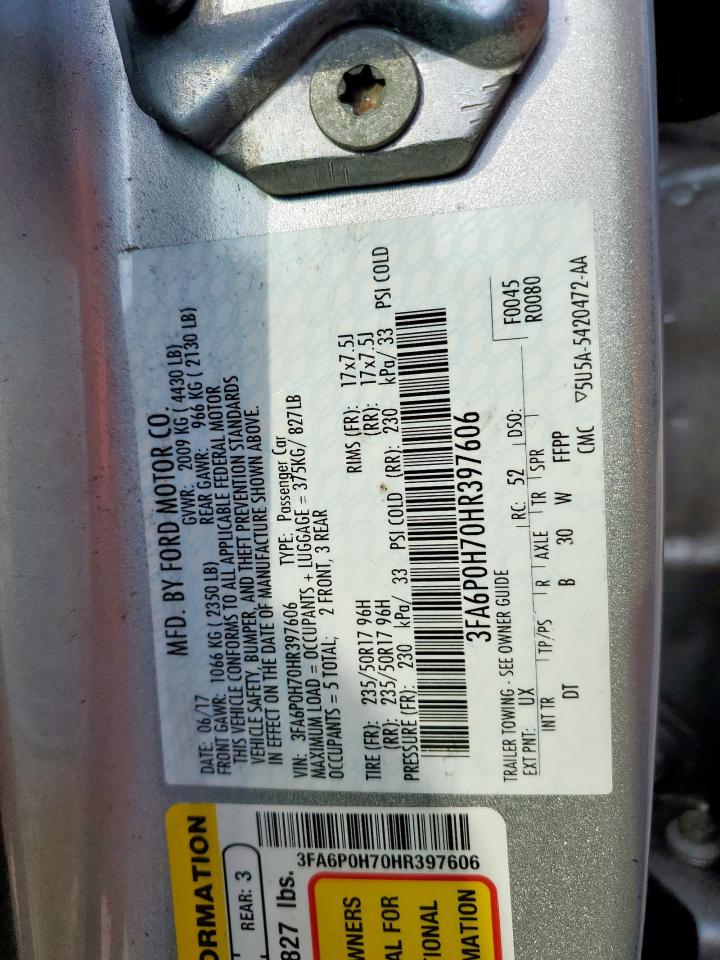 MFD. BY FORD MOTOR CO.
DATE: 06/17 GVWR: 2009 KG ( 4430 LB)
FRONT GAWR: 1066 KG ( 2350 LB) REAR GAWR: 966 KG ( 2130 LB)
THIS VEHICLE CONFORMS TO ALL APPLICABLE FEDERAL MOTOR
VEHICLE SAFETY, BUMPER, AND THEFT PREVENTION STANDARDS
IN EFFECT ON THE DATE OF MANUFACTURE SHOWN ABOVE.
VIN: 3FA6P0H70HR397606 TYPE: Passenger Car
MAXIMUM LOAD = OCCUPANTS + LUGGAGE = 375KG/ 827LB
OCCUPANTS = 5 TOTAL; 2 FRONT, 3 REAR
TIRE (FR): 235/50R17 96H RIMS (FR): 17x7.5J
(RR): 235/50R17 96H (RR): 17x7.5J
PRESSURE (FR): 230 kPa/ 33 PSI COLD (RR): 230 kPa/ 33 PSI COLD
3FA6P0H70HR397606
F0045
R0080
TRAILER TOWING - SEE OWNER GUIDE
EXT PNT: UX RC: 52 DSO:
INT TR TP/PS R AXLE TR SPR
DT B 30 W FFPP
CMC ▽5U5A-5420472-AA
ORMATION
REAR: 3
827 lbs.
3FA6P0H70HR397606
WNERS
AL FOR
TIONAL
MATION